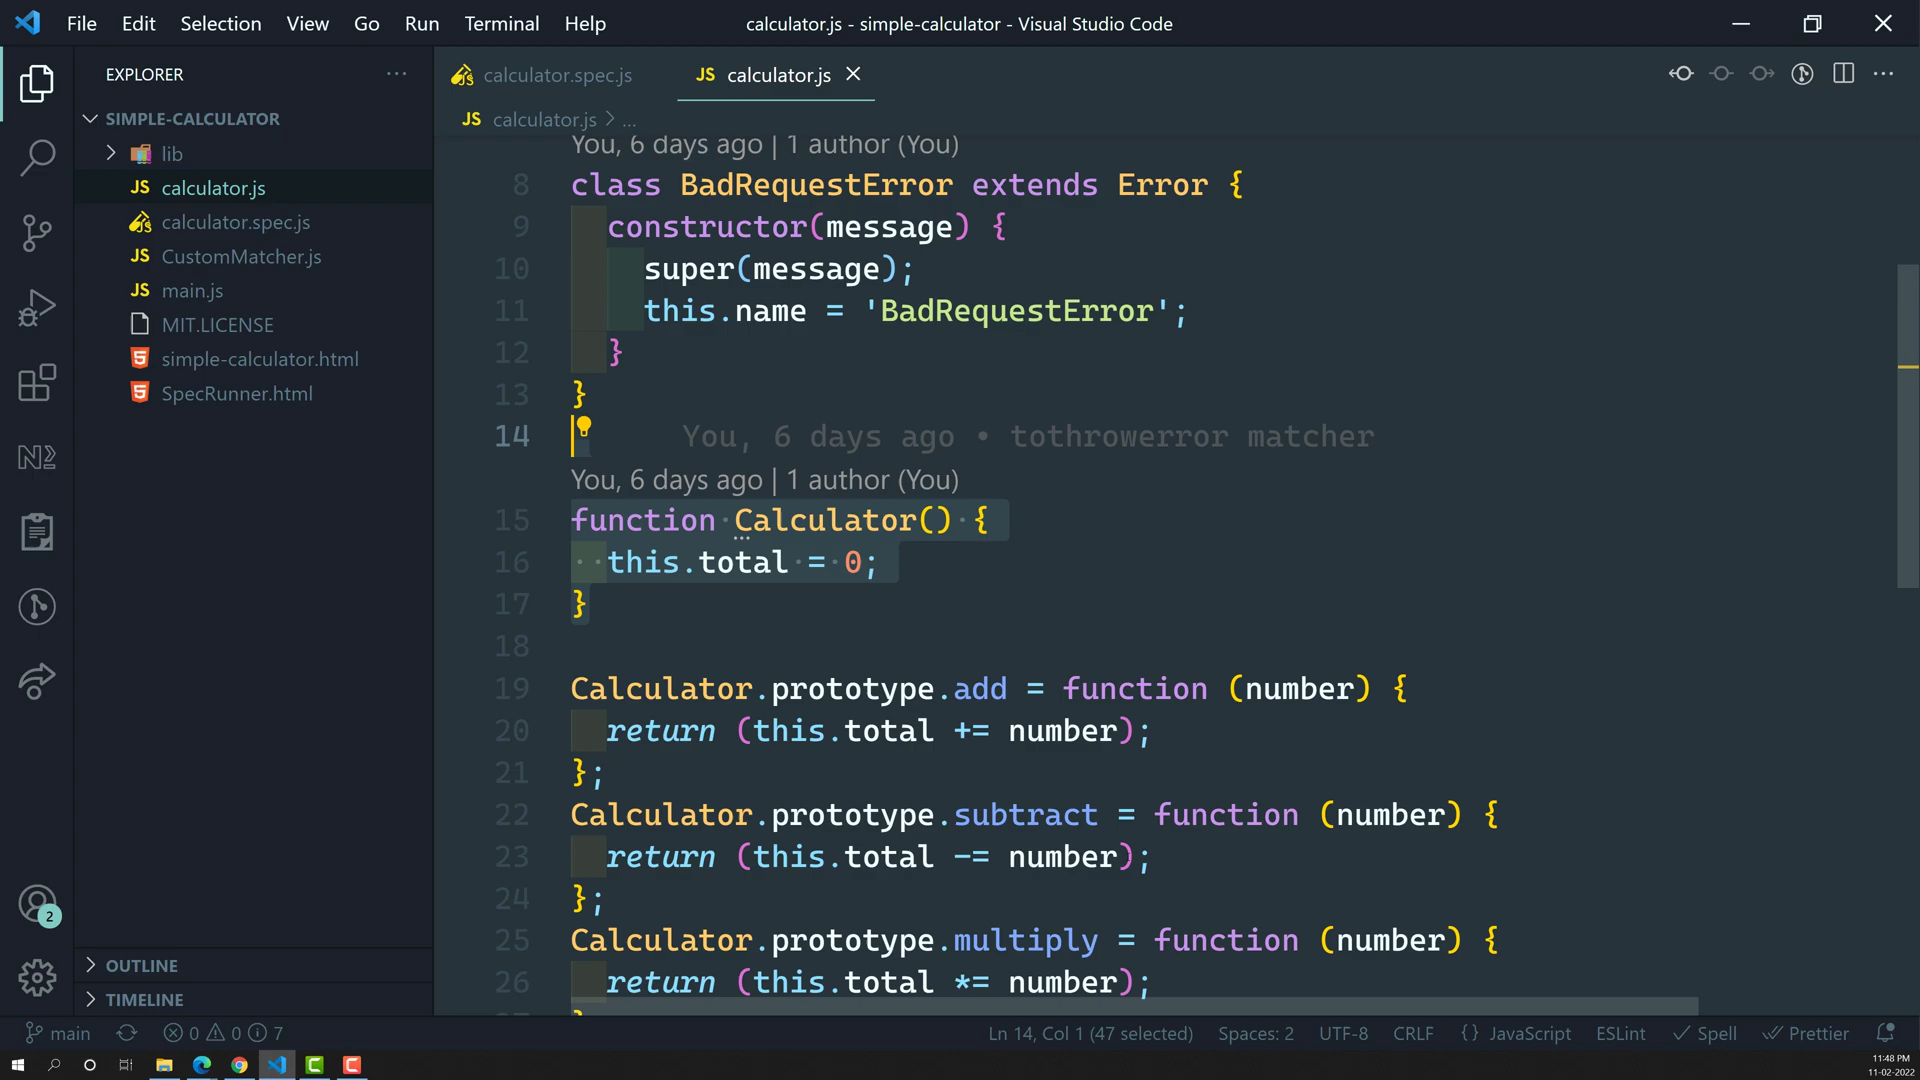 File Edit Selection View Go Run Terminal Help
calculator.js - simple-calculator - Visual Studio Code
EXPLORER
SIMPLE-CALCULATOR
lib
JS calculator.js
calculator.spec.js
JS CustomMatcher.js
JS main.js
MIT.LICENSE
simple-calculator.html
SpecRunner.html
OUTLINE
TIMELINE
2
calculator.spec.js
JS calculator.js
JS calculator.js > ...
You, 6 days ago | 1 author (You)
8 class BadRequestError extends Error {
9 constructor(message) {
10 super(message);
11 this.name = 'BadRequestError';
12 }
13 }
14 You, 6 days ago • tothrowerror matcher
You, 6 days ago | 1 author (You)
15 function Calculator() {
16 this.total = 0;
17 }
18
19 Calculator.prototype.add = function (number) {
20 return (this.total += number);
21 };
22 Calculator.prototype.subtract = function (number) {
23 return (this.total -= number);
24 };
25 Calculator.prototype.multiply = function (number) {
26 return (this.total *= number);
main 0 0 7
Ln 14, Col 1 (47 selected) Spaces: 2 UTF-8 CRLF {} JavaScript ESLint Spell Prettier
11:48 PM
11-02-2022